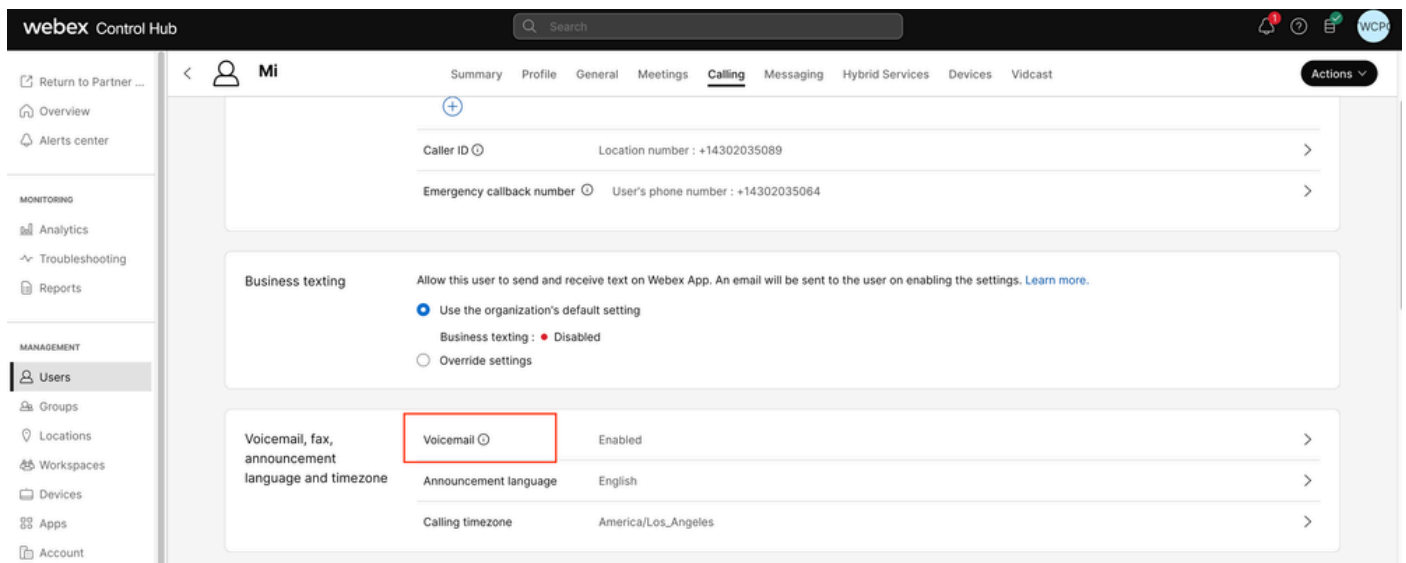 webex Control Hub
Search
1
WCPO
Return to Partner ...
Overview
Alerts center
MONITORING
Analytics
Troubleshooting
Reports
MANAGEMENT
Users
Groups
Locations
Workspaces
Devices
Apps
Account
Mi
Summary Profile General Meetings Calling Messaging Hybrid Services Devices Vidcast
Actions
Caller ID Location number : +14302035089
Emergency callback number User's phone number : +14302035064
Business texting
Allow this user to send and receive text on Webex App. An email will be sent to the user on enabling the settings. Learn more.
Use the organization's default setting
Business texting : Disabled
Override settings
Voicemail, fax,
announcement
language and timezone
Voicemail Enabled
Announcement language English
Calling timezone America/Los_Angeles